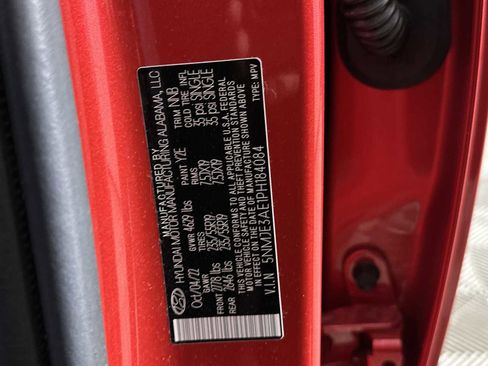 MANUFACTURED BY
HYUNDAI MOTOR MANUFACTURING ALABAMA, LLC
Oct/04/22 GVWR 4629 lbs PAINT Y2E TRIM NNB
GAWR TIRES RIMS COLD TIRE INFL.
FRONT 2778 lbs 235/55R19 7.5JX19 35 psi SINGLE
REAR 2646 lbs 235/55R19 7.5JX19 35 psi SINGLE
THIS VEHICLE CONFORMS TO ALL APPLICABLE U.S.A. FEDERAL
MOTOR VEHICLE SAFETY AND THEFT PREVENTION STANDARDS
IN EFFECT ON THE DATE OF MANUFACTURE SHOWN ABOVE.
V.I.N 5NMJE3AE1PH184084 TYPE: MPV